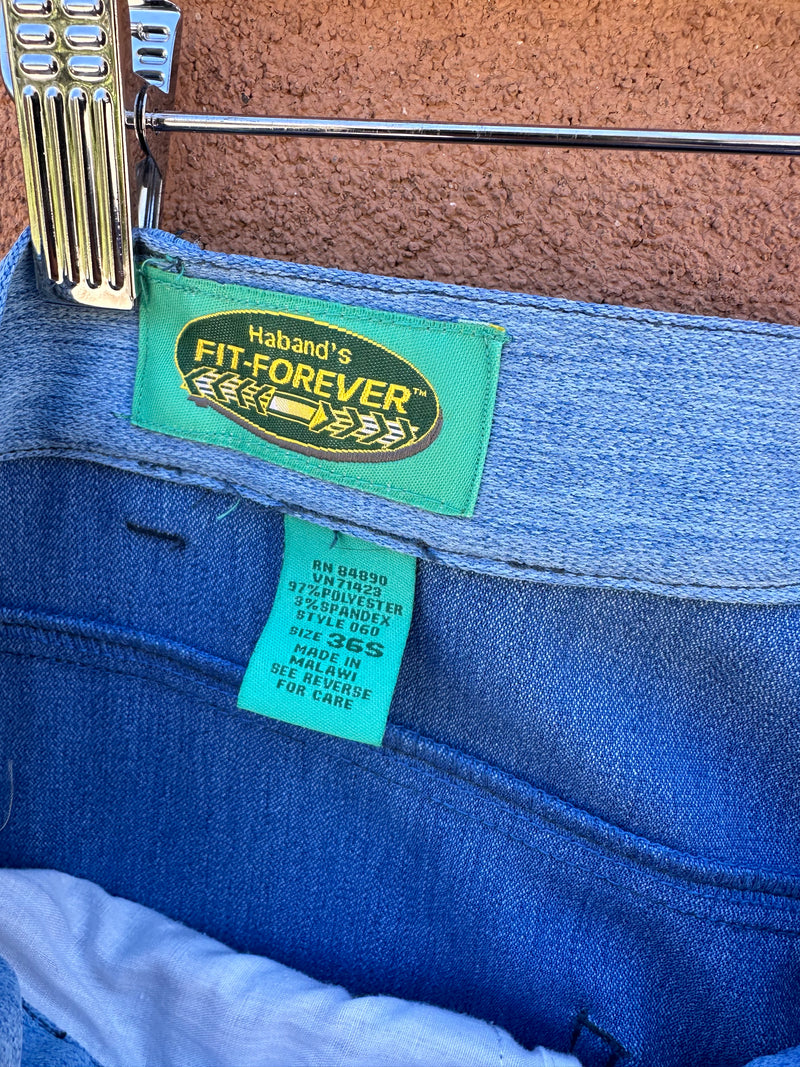 Haband's
FIT-FOREVER™
RN 84890
VN71423
97%POLYESTER
3%SPANDEX
STYLE 060
SIZE 36S
MADE IN
MALAWI
SEE REVERSE
FOR CARE